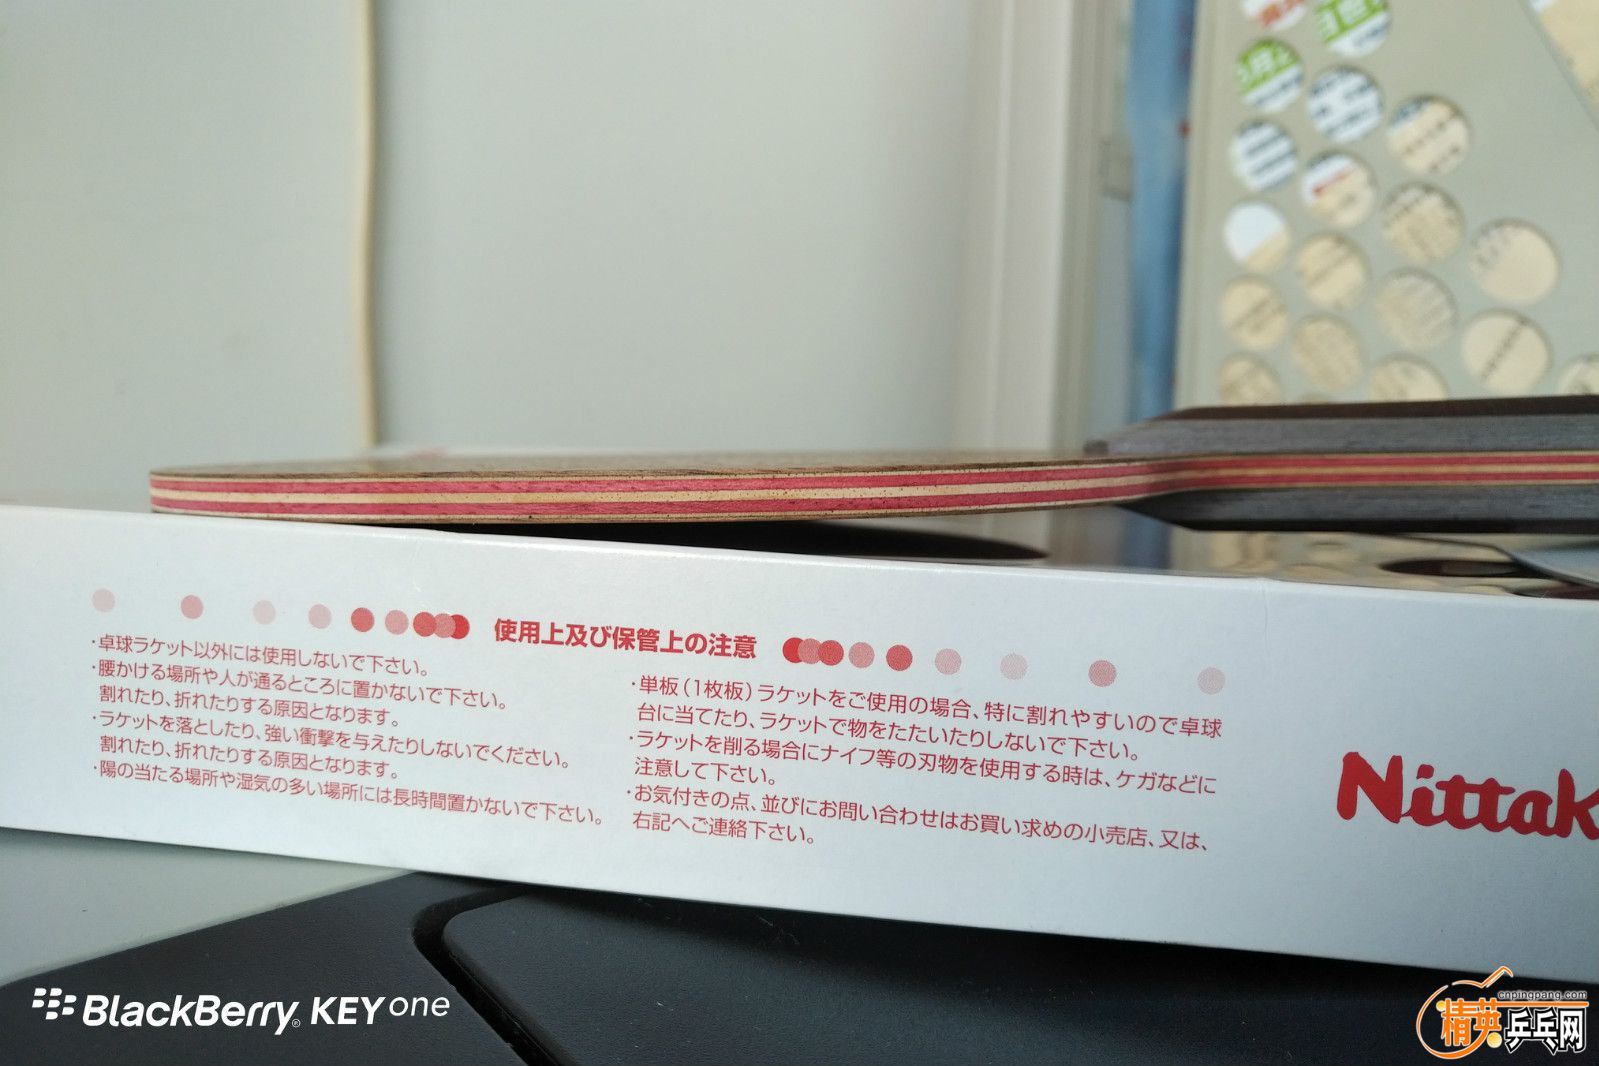 使用上及び保管上の注意
・卓球ラケット以外には使用しないで下さい。
・腰かける場所や人が通るところに置かないで下さい。
割れたり、折れたりする原因となります。
・ラケットを落としたり、強い衝撃を与えたりしないでください。
割れたり、折れたりする原因となります。
・陽の当たる場所や湿気の多い場所には長時間置かないで下さい。
・単板(1枚板)ラケットをご使用の場合、特に割れやすいので卓球
台に当てたり、ラケットで物をたたいたりしないで下さい。
・ラケットを削る場合にナイフ等の刃物を使用する時は、ケガなどに
注意して下さい。
・お気付きの点、並びにお問い合わせはお買い求めの小売店、又は、
右記へご連絡下さい。
Nittak
BlackBerry® KEYone
cnpingpang.com
精英乒乓网